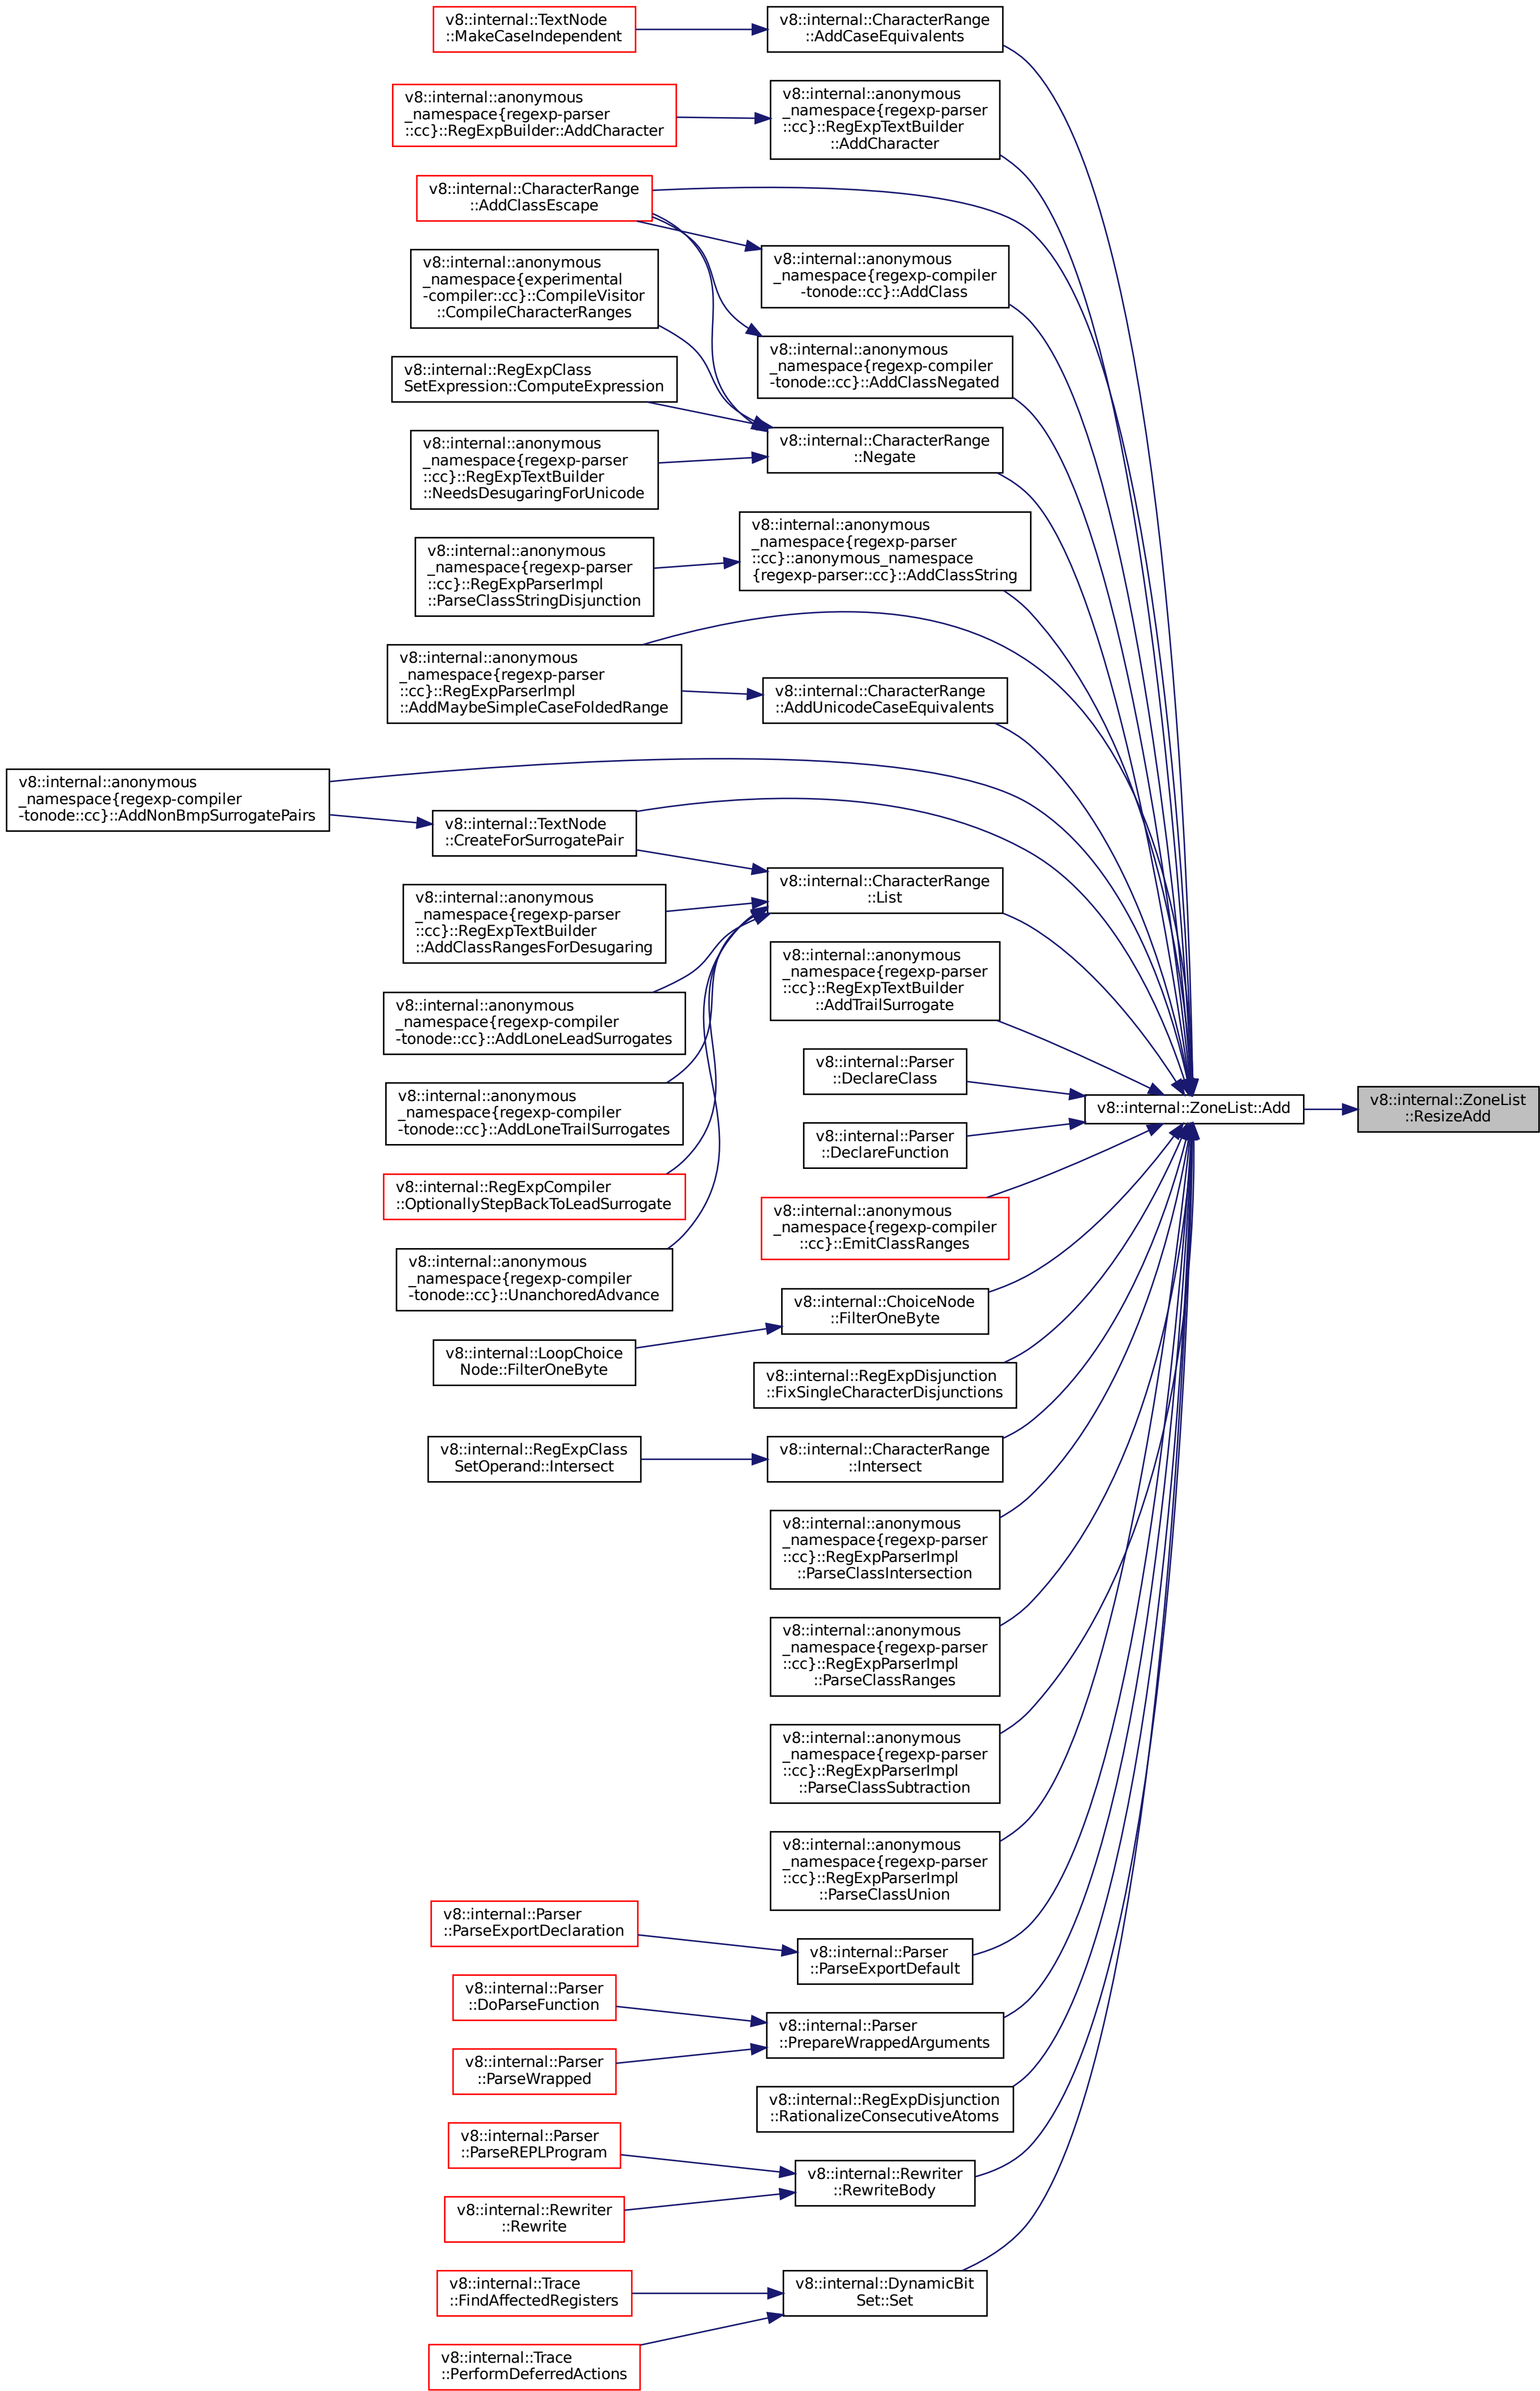 v8::internal::TextNode
::MakeCaseIndependent
v8::internal::CharacterRange
::AddCaseEquivalents
v8::internal::anonymous
_namespace{regexp-parser
::cc}::RegExpBuilder::AddCharacter
v8::internal::anonymous
_namespace{regexp-parser
::cc}::RegExpTextBuilder
::AddCharacter
v8::internal::CharacterRange
::AddClassEscape
v8::internal::anonymous
_namespace{regexp-compiler
-tonode::cc}::AddClass
v8::internal::anonymous
_namespace{experimental
-compiler::cc}::CompileVisitor
::CompileCharacterRanges
v8::internal::anonymous
_namespace{regexp-compiler
-tonode::cc}::AddClassNegated
v8::internal::RegExpClass
SetExpression::ComputeExpression
v8::internal::CharacterRange
::Negate
v8::internal::anonymous
_namespace{regexp-parser
::cc}::RegExpTextBuilder
::NeedsDesugaringForUnicode
v8::internal::anonymous
_namespace{regexp-parser
::cc}::anonymous_namespace
{regexp-parser::cc}::AddClassString
v8::internal::anonymous
_namespace{regexp-parser
::cc}::RegExpParserImpl
::ParseClassStringDisjunction
v8::internal::anonymous
_namespace{regexp-parser
::cc}::RegExpParserImpl
::AddMaybeSimpleCaseFoldedRange
v8::internal::CharacterRange
::AddUnicodeCaseEquivalents
v8::internal::anonymous
_namespace{regexp-compiler
-tonode::cc}::AddNonBmpSurrogatePairs
v8::internal::TextNode
::CreateForSurrogatePair
v8::internal::CharacterRange
::List
v8::internal::anonymous
_namespace{regexp-parser
::cc}::RegExpTextBuilder
::AddClassRangesForDesugaring
v8::internal::anonymous
_namespace{regexp-parser
::cc}::RegExpTextBuilder
::AddTrailSurrogate
v8::internal::anonymous
_namespace{regexp-compiler
-tonode::cc}::AddLoneLeadSurrogates
v8::internal::Parser
::DeclareClass
v8::internal::anonymous
_namespace{regexp-compiler
-tonode::cc}::AddLoneTrailSurrogates
v8::internal::ZoneList::Add
v8::internal::ZoneList
::ResizeAdd
v8::internal::Parser
::DeclareFunction
v8::internal::RegExpCompiler
::OptionallyStepBackToLeadSurrogate
v8::internal::anonymous
_namespace{regexp-compiler
::cc}::EmitClassRanges
v8::internal::anonymous
_namespace{regexp-compiler
-tonode::cc}::UnanchoredAdvance
v8::internal::ChoiceNode
::FilterOneByte
v8::internal::LoopChoice
Node::FilterOneByte
v8::internal::RegExpDisjunction
::FixSingleCharacterDisjunctions
v8::internal::RegExpClass
SetOperand::Intersect
v8::internal::CharacterRange
::Intersect
v8::internal::anonymous
_namespace{regexp-parser
::cc}::RegExpParserImpl
::ParseClassIntersection
v8::internal::anonymous
_namespace{regexp-parser
::cc}::RegExpParserImpl
::ParseClassRanges
v8::internal::anonymous
_namespace{regexp-parser
::cc}::RegExpParserImpl
::ParseClassSubtraction
v8::internal::anonymous
_namespace{regexp-parser
::cc}::RegExpParserImpl
::ParseClassUnion
v8::internal::Parser
::ParseExportDeclaration
v8::internal::Parser
::ParseExportDefault
v8::internal::Parser
::DoParseFunction
v8::internal::Parser
::PrepareWrappedArguments
v8::internal::Parser
::ParseWrapped
v8::internal::RegExpDisjunction
::RationalizeConsecutiveAtoms
v8::internal::Parser
::ParseREPLProgram
v8::internal::Rewriter
::RewriteBody
v8::internal::Rewriter
::Rewrite
v8::internal::Trace
::FindAffectedRegisters
v8::internal::DynamicBit
Set::Set
v8::internal::Trace
::PerformDeferredActions